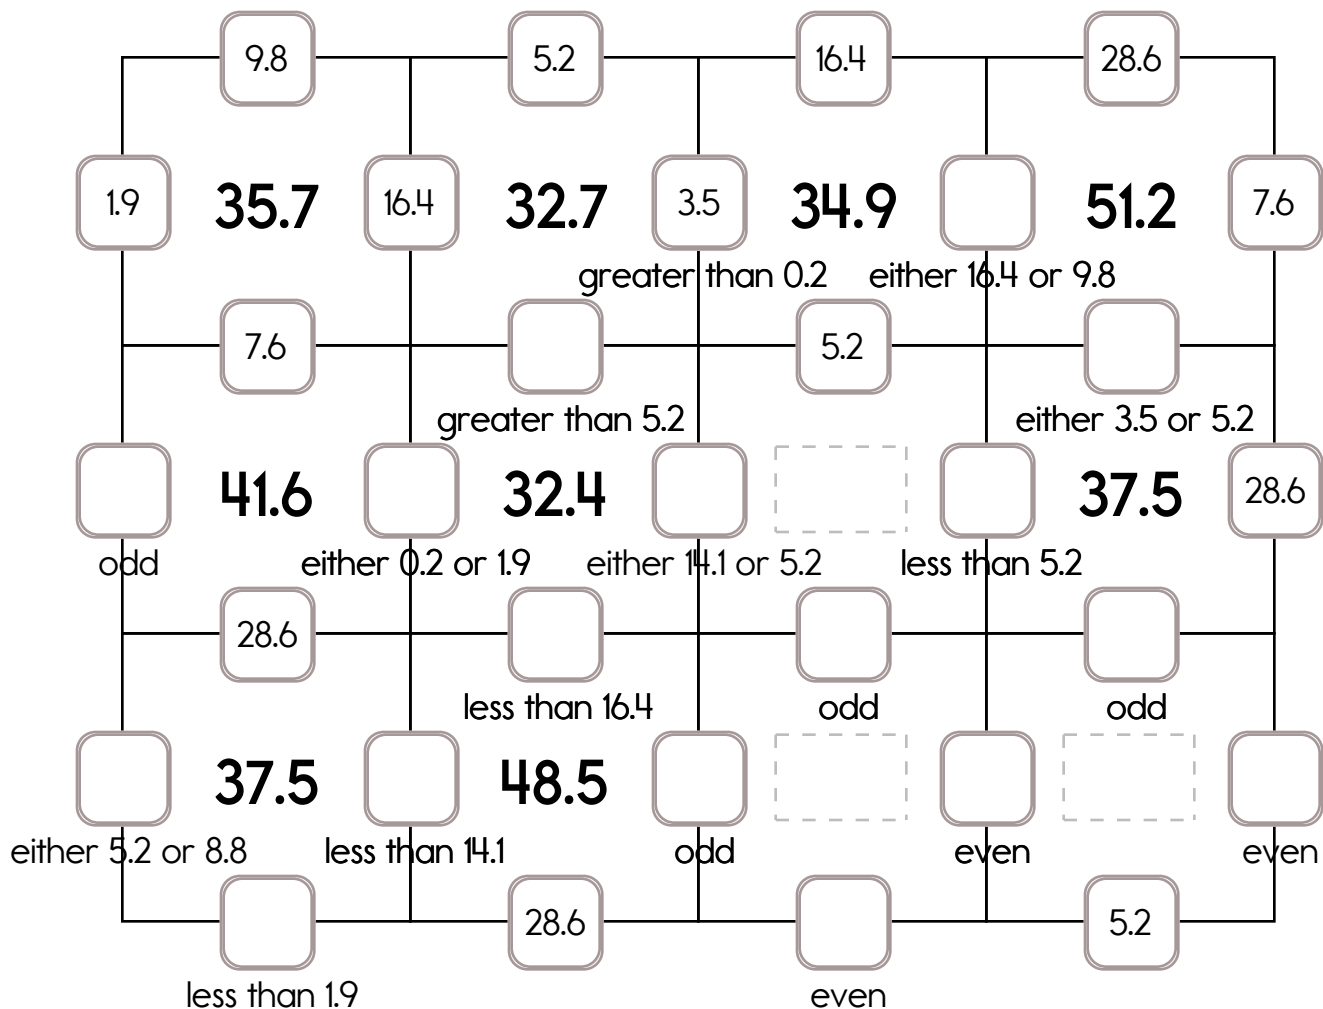 9.8 5.2 16.4 28.6
1.9 35.7 16.4 32.7 3.5 34.9 51.2 7.6
greater than 0.2 either 16.4 or 9.8
7.6 5.2
greater than 5.2 either 3.5 or 5.2
41.6 32.4 37.5 28.6
odd either 0.2 or 1.9 either 14.1 or 5.2 less than 5.2
28.6
less than 16.4 odd odd
37.5 48.5
either 5.2 or 8.8 less than 14.1 odd even even
28.6 5.2
less than 1.9 even